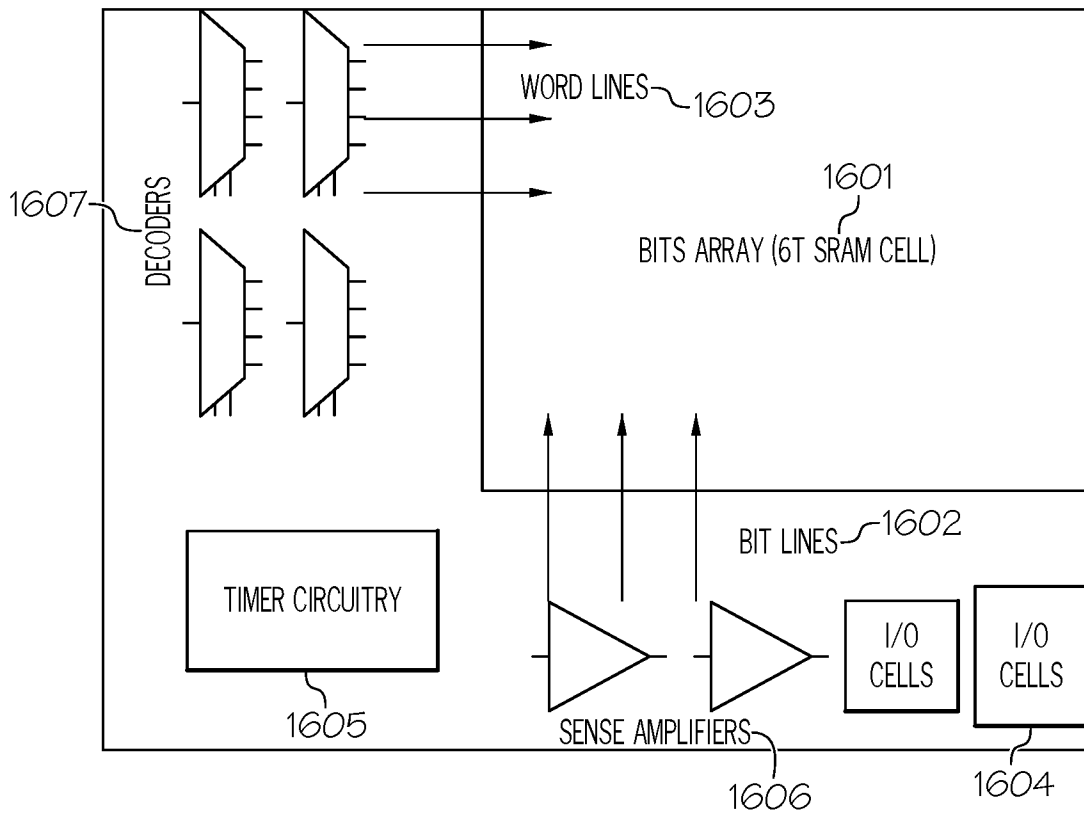 WORD LINES 1603
1601
BITS ARRAY (6T SRAM CELL)
1607
DECODERS
BIT LINES 1602
TIMER CIRCUITRY
1605
I/O
CELLS
I/O
CELLS
SENSE AMPLIFIERS
1606
1604